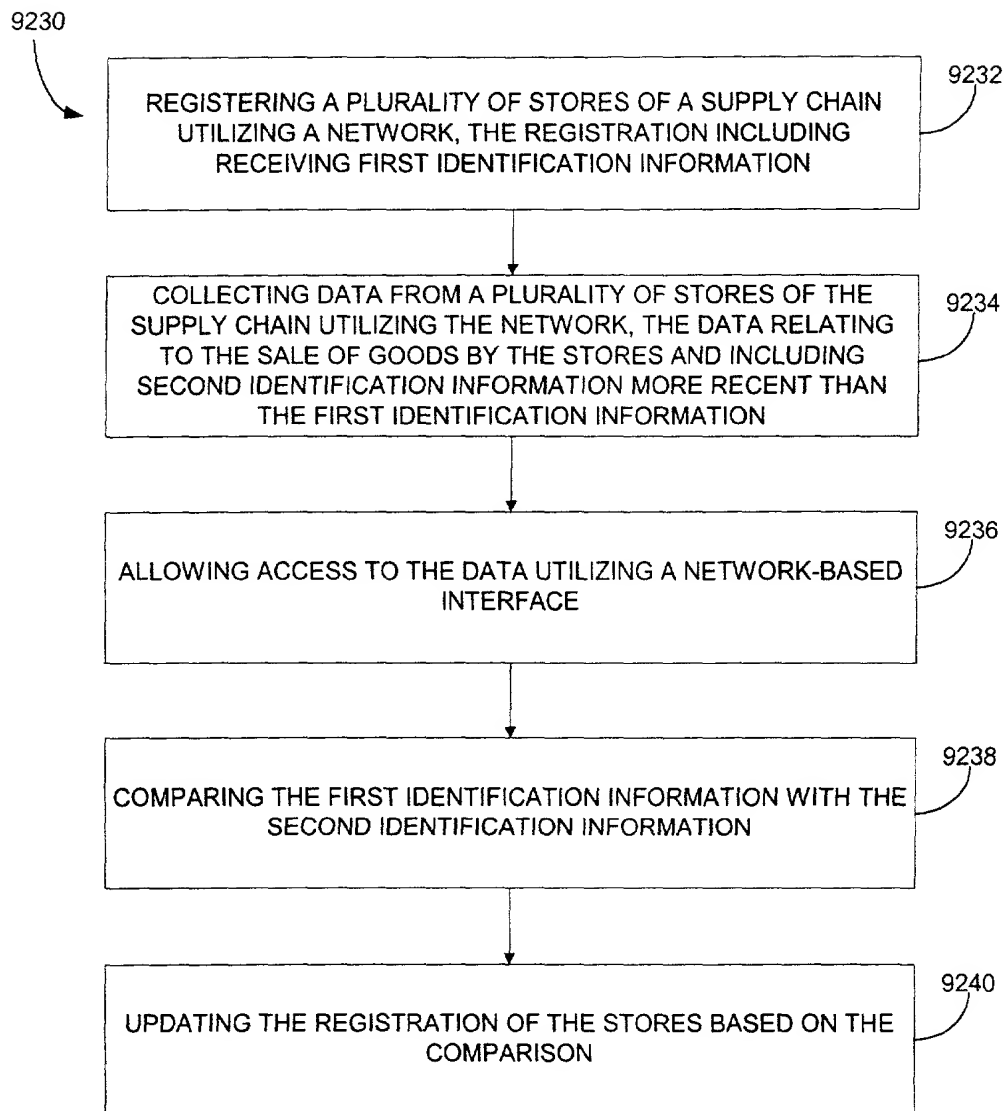 9230
9232
REGISTERING A PLURALITY OF STORES OF A SUPPLY CHAIN
UTILIZING A NETWORK, THE REGISTRATION INCLUDING
RECEIVING FIRST IDENTIFICATION INFORMATION
9234
COLLECTING DATA FROM A PLURALITY OF STORES OF THE
SUPPLY CHAIN UTILIZING THE NETWORK, THE DATA RELATING
TO THE SALE OF GOODS BY THE STORES AND INCLUDING
SECOND IDENTIFICATION INFORMATION MORE RECENT THAN
THE FIRST IDENTIFICATION INFORMATION
9236
ALLOWING ACCESS TO THE DATA UTILIZING A NETWORK-BASED
INTERFACE
9238
COMPARING THE FIRST IDENTIFICATION INFORMATION WITH THE
SECOND IDENTIFICATION INFORMATION
9240
UPDATING THE REGISTRATION OF THE STORES BASED ON THE
COMPARISON